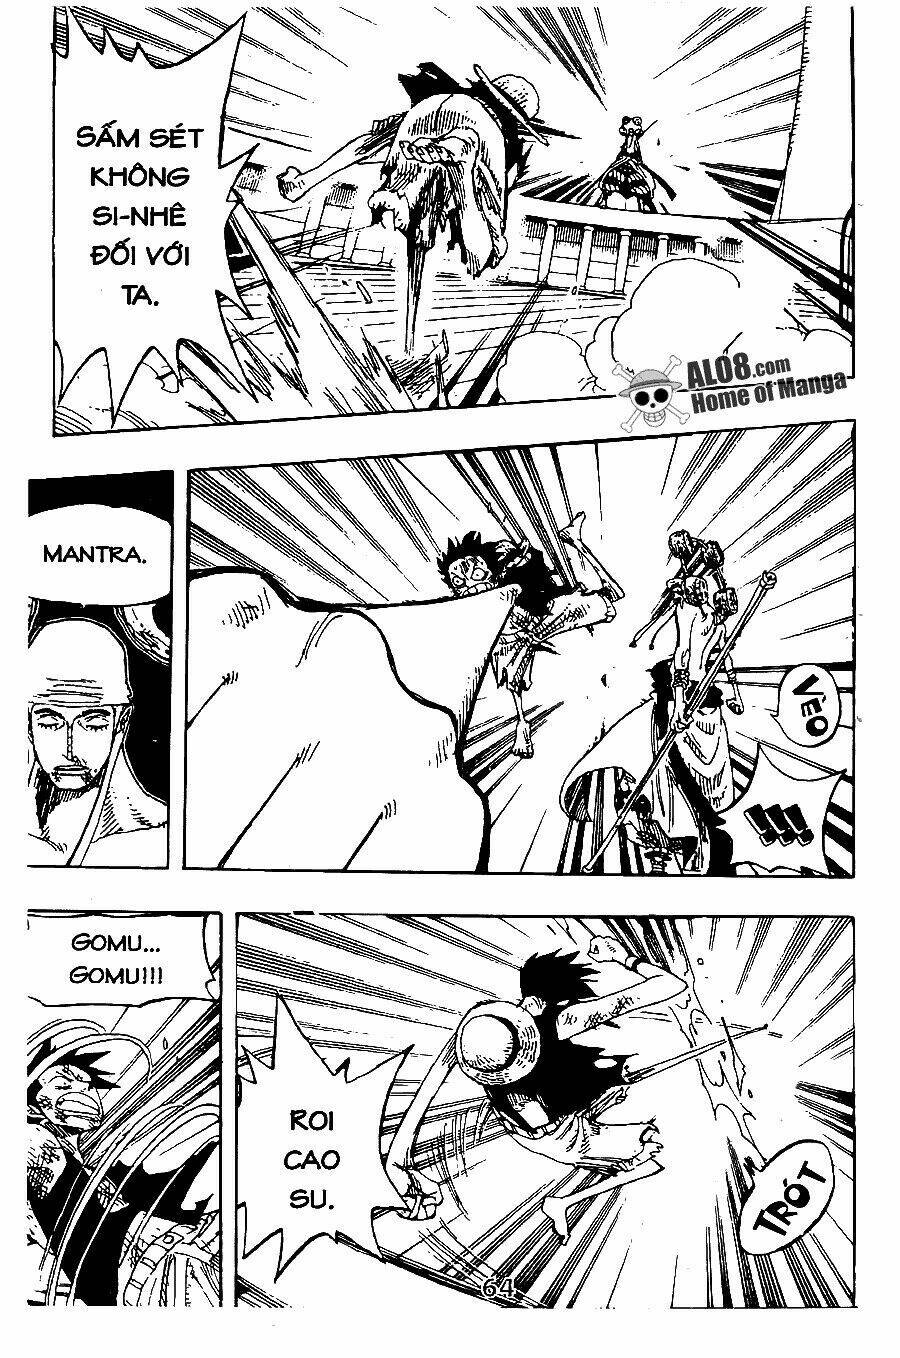 SẤM SÉT
KHÔNG
SI-NHÊ
ĐỐI VỚI
TA.
ALO8.com
Home of Manga
MANTRA.
VÈO
!!!!
GOMU...
GOMU!!!
ROI
CAO
SU.
TRÓT
64